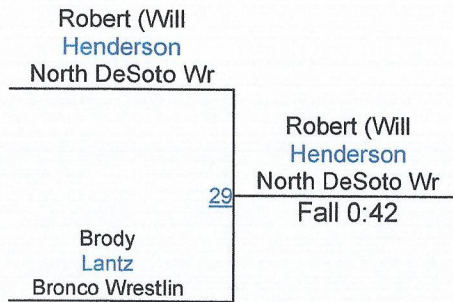 Robert (Will
Henderson
North DeSoto Wr
29
Robert (Will
Henderson
North DeSoto Wr
Fall 0:42
Brody
Lantz
Bronco Wrestlin